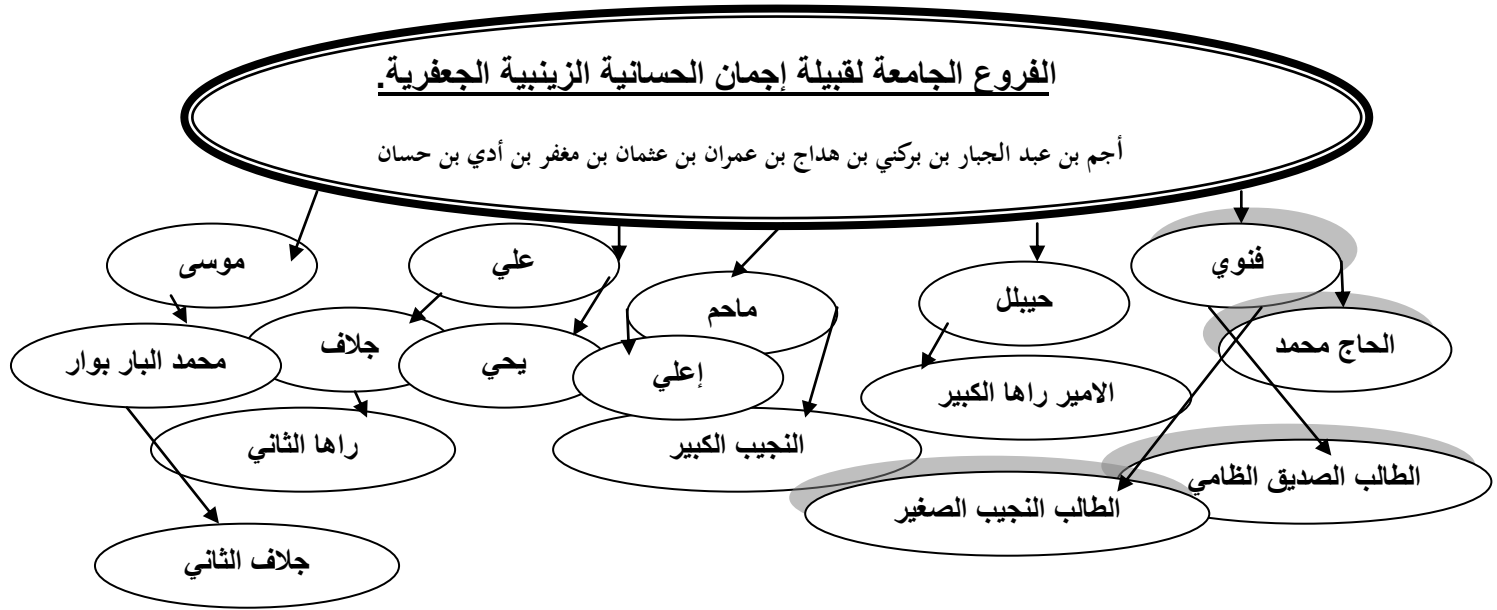 الفروع الجامعة لقبيلة إجمان الحسانية الزينبية الجعفرية.
أجم بن عبد الجبار بن بركني بن هداج بن عمران بن عثمان بن مغفر بن أدي بن حسان
فنوي
حيبلل
ماحم
علي
موسى
الحاج محمد
الامير راها الكبير
إعلي
يحي
جلاف
محمد البار بوار
الطالب الصديق الظامي
الطالب النجيب الصغير
النجيب الكبير
راها الثاني
جلاف الثاني